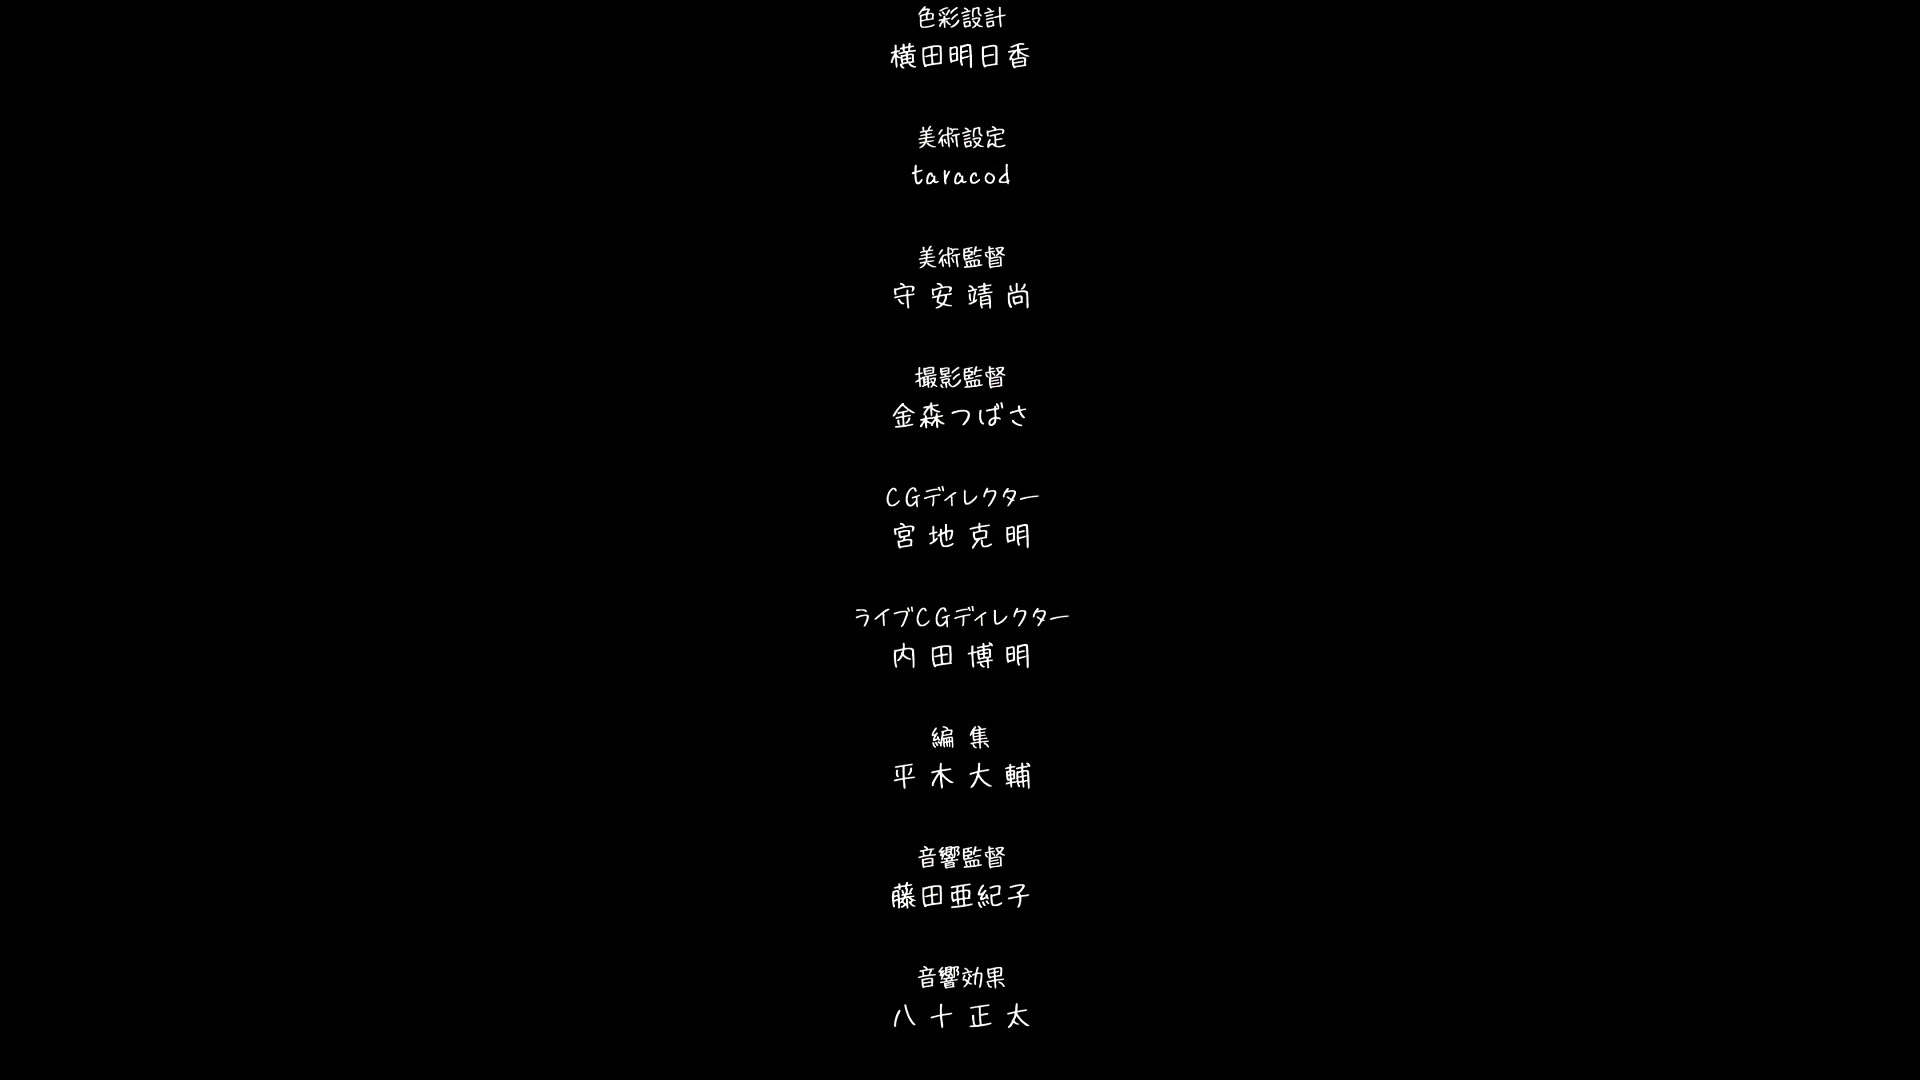 色彩設計
横田明日香
美術設定
taracod
美術監督
守安靖尚
撮影監督
金森つばさ
CGディレクター
宮地克明
ライブCGディレクター
内田博明
編集
平木大輔
音響監督
藤田亜紀子
音響効果
八十正太